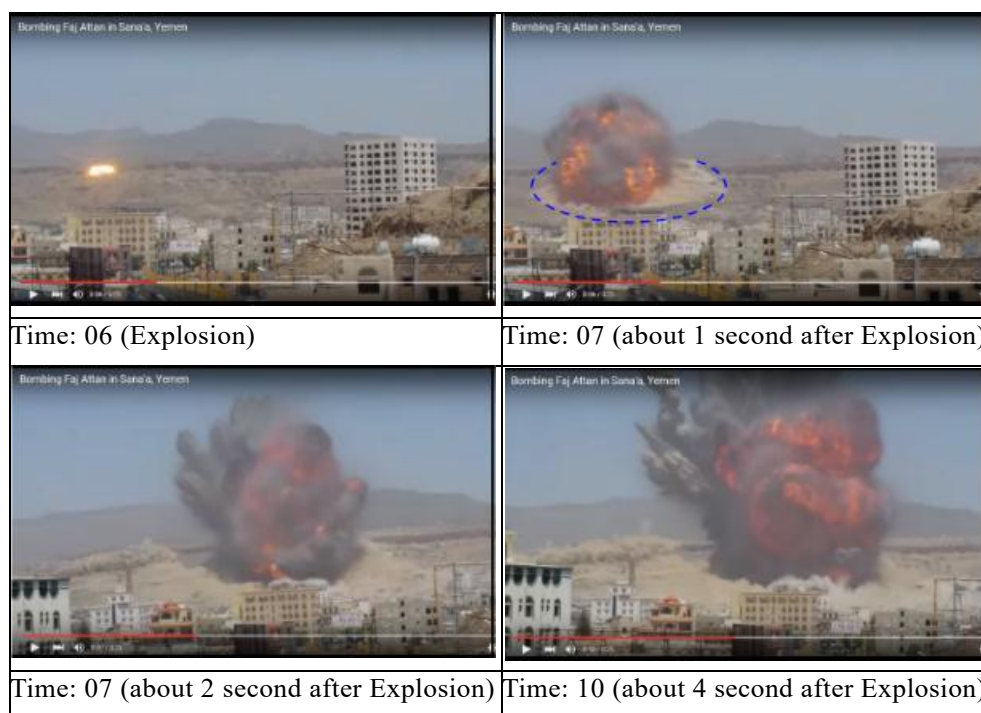 Bombing Faj Attan in Sana'a, Yemen
Bombing Faj Attan in Sana'a, Yemen
Time: 06 (Explosion)
Time: 07 (about 1 second after Explosion)
Bombing Faj Attan in Sana'a, Yemen
Bombing Faj Attan in Sana'a, Yemen
Time: 07 (about 2 second after Explosion)
Time: 10 (about 4 second after Explosion)